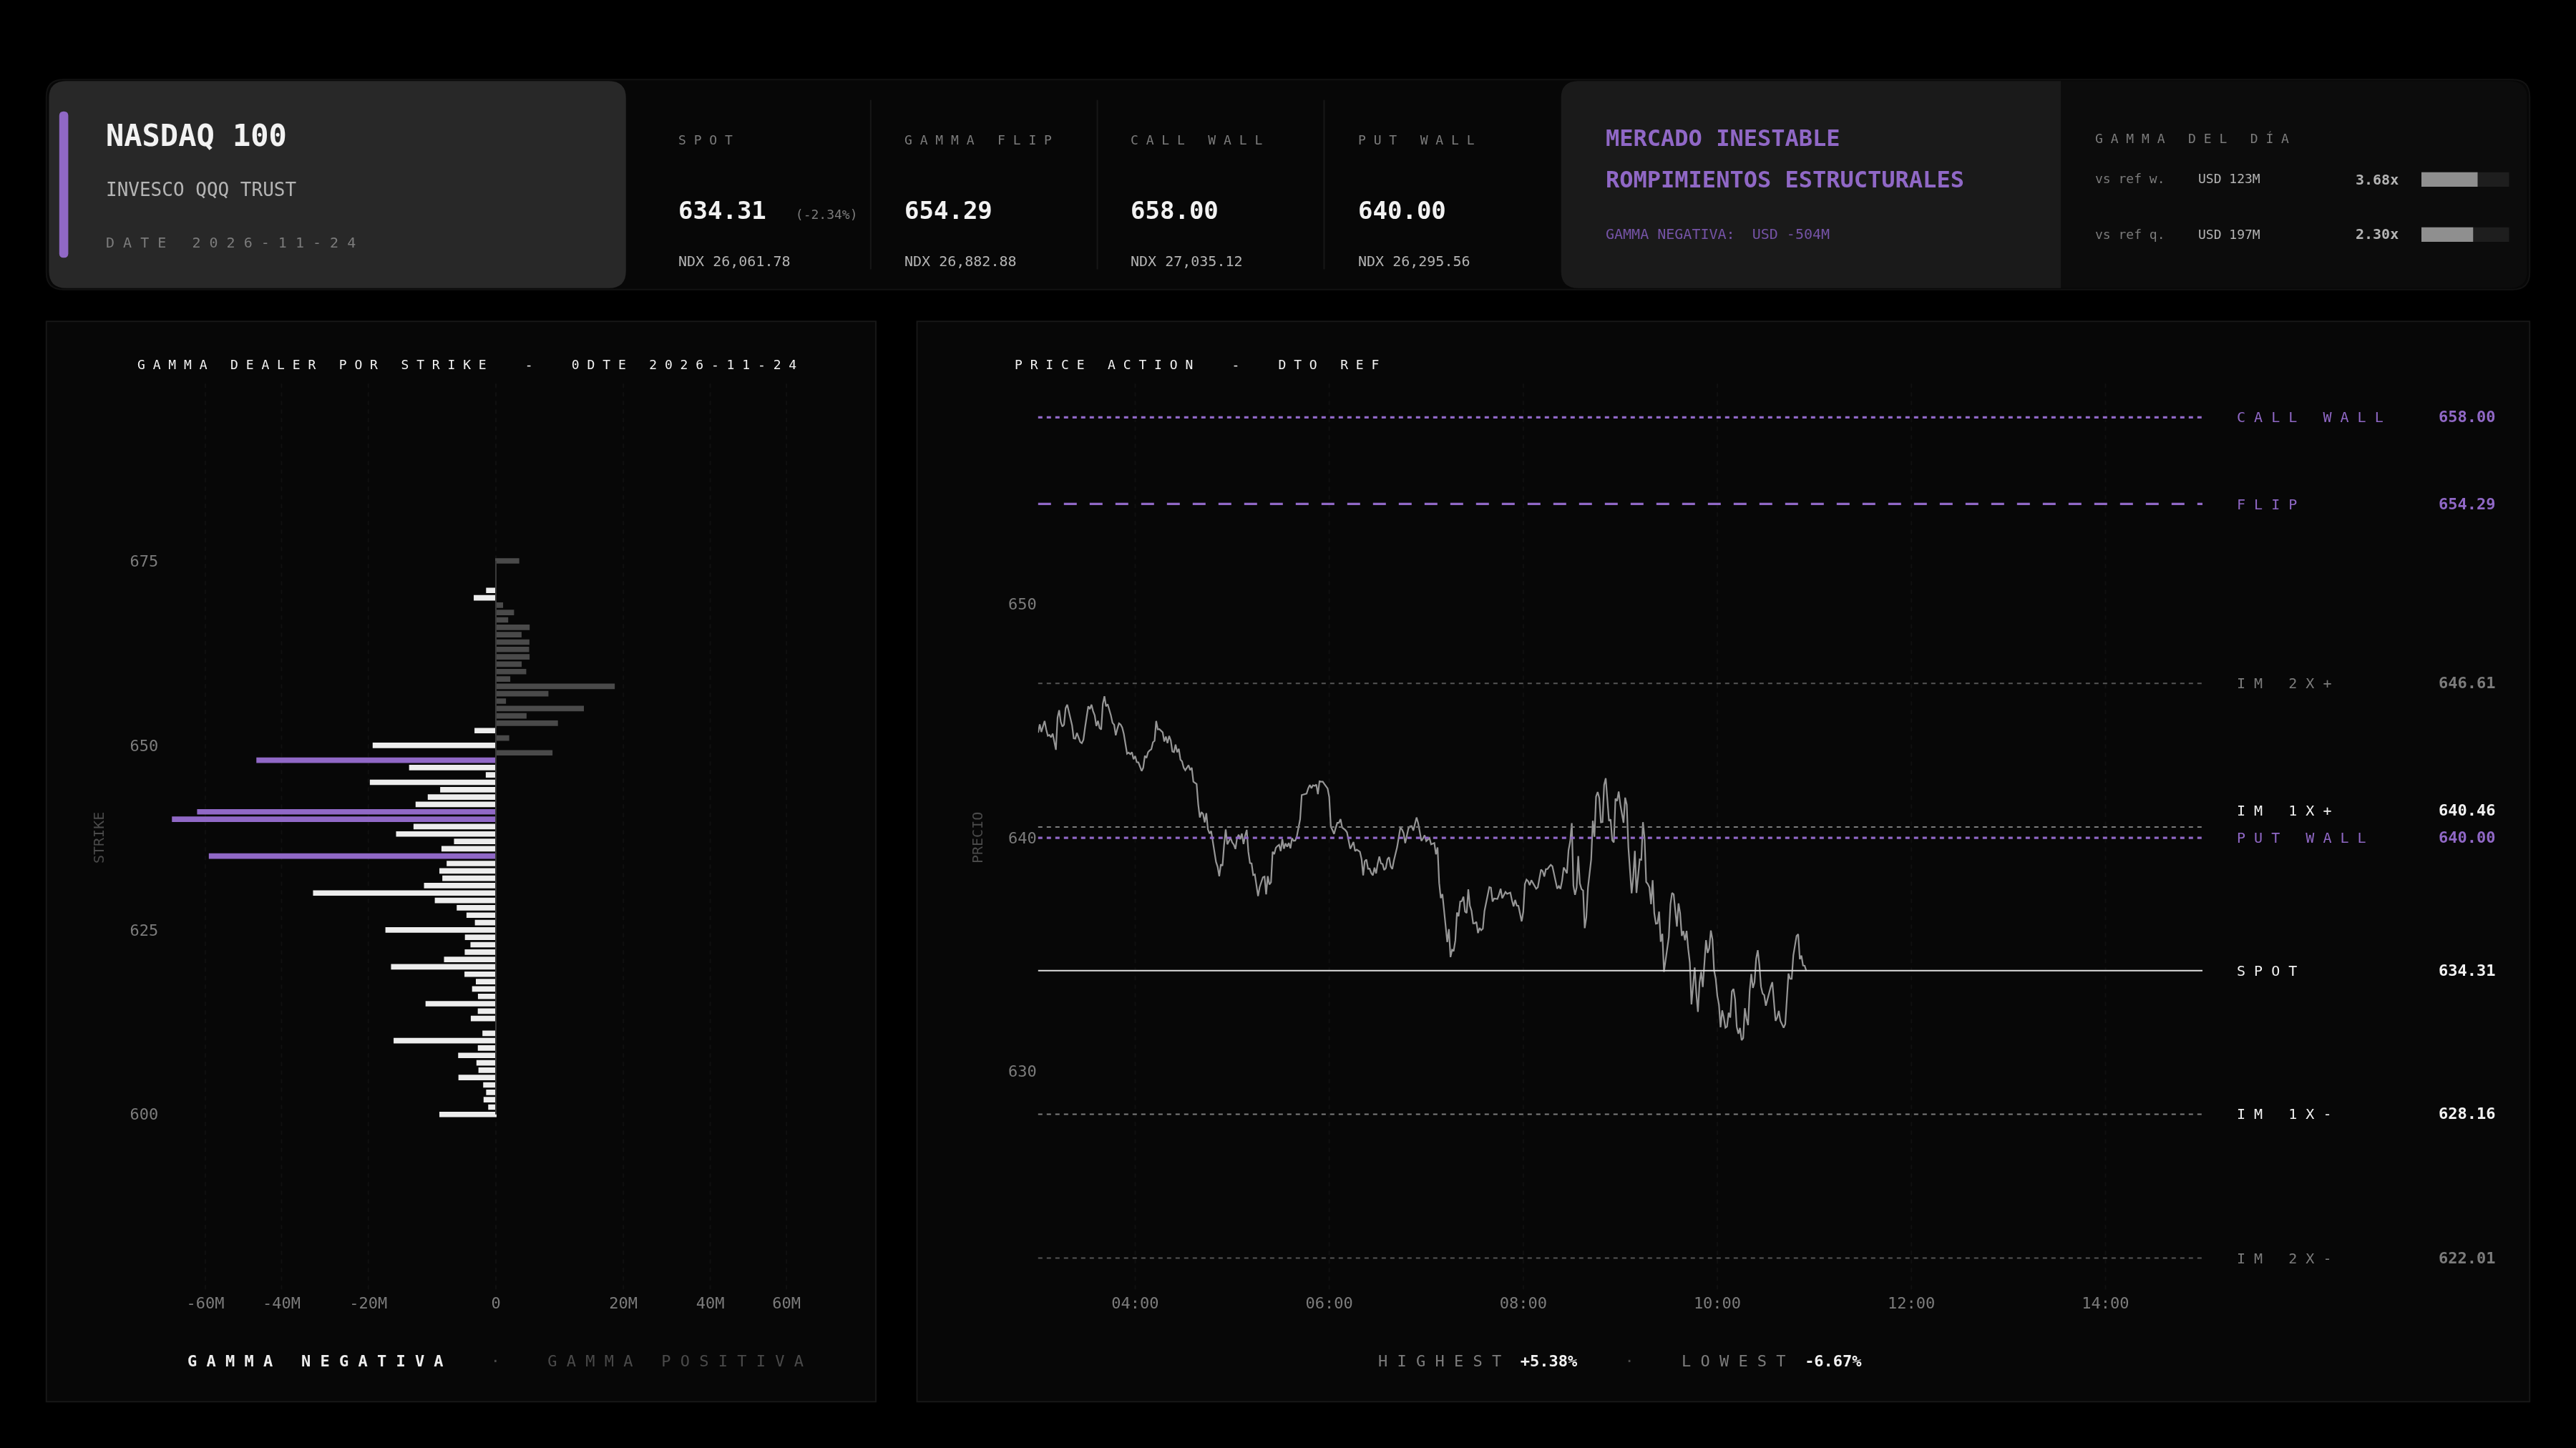 NASDAQ 100
INVESCO QQQ TRUST
DATE 2026-11-24
SPOT
634.31 (-2.34%)
NDX 26,061.78
GAMMA FLIP
654.29
NDX 26,882.88
CALL WALL
658.00
NDX 27,035.12
PUT WALL
640.00
NDX 26,295.56
MERCADO INESTABLE
ROMPIMIENTOS ESTRUCTURALES
GAMMA NEGATIVA: USD -504M
GAMMA DEL DÍA
vs ref w. USD 123M 3.68x
vs ref q. USD 197M 2.30x
GAMMA DEALER POR STRIKE - 0DTE 2026-11-24
STRIKE
675
650
625
600
-60M -40M -20M 0 20M 40M 60M
GAMMA NEGATIVA · GAMMA POSITIVA
PRICE ACTION - DTO REF
PRECIO
650
640
630
CALL WALL 658.00
FLIP 654.29
IM 2X+ 646.61
IM 1X+ 640.46
PUT WALL 640.00
SPOT 634.31
IM 1X- 628.16
IM 2X- 622.01
04:00 06:00 08:00 10:00 12:00 14:00
HIGHEST +5.38% · LOWEST -6.67%